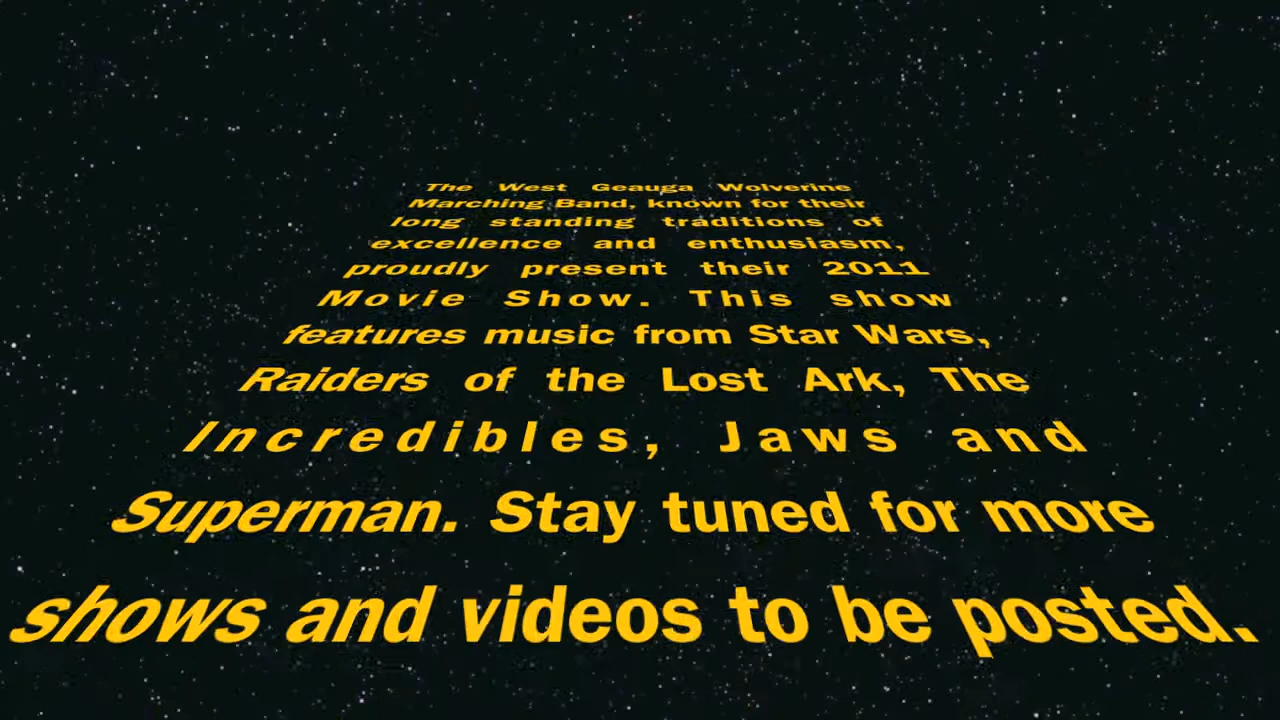 The West Geauga Wolverine
Marching Band, known for their
long standing traditions of
excellence and enthusiasm,
proudly present their 2011
Movie Show. This show
features music from Star Wars,
Raiders of the Lost Ark, The
Incredibles, Jaws and
Superman. Stay tuned for more
shows and videos to be posted.